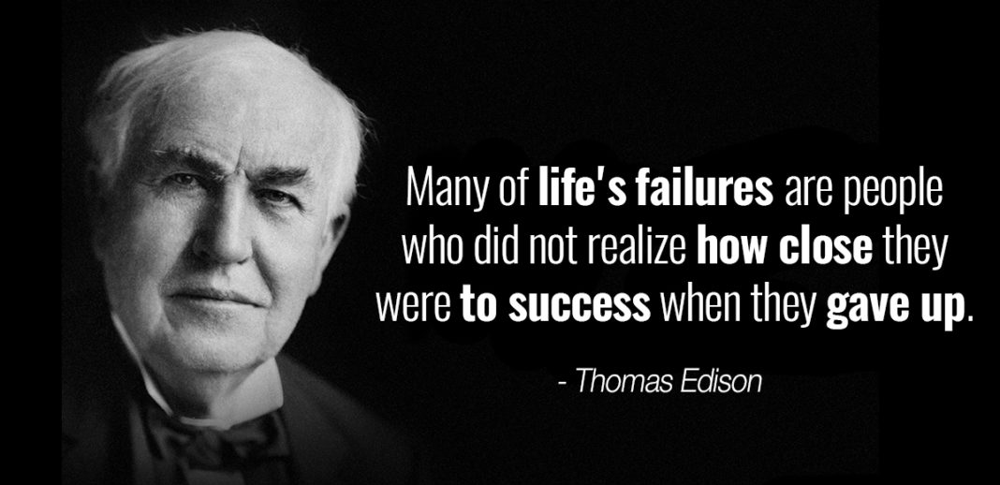 Many of life's failures are people
who did not realize how close they
were to success when they gave up.
- Thomas Edison